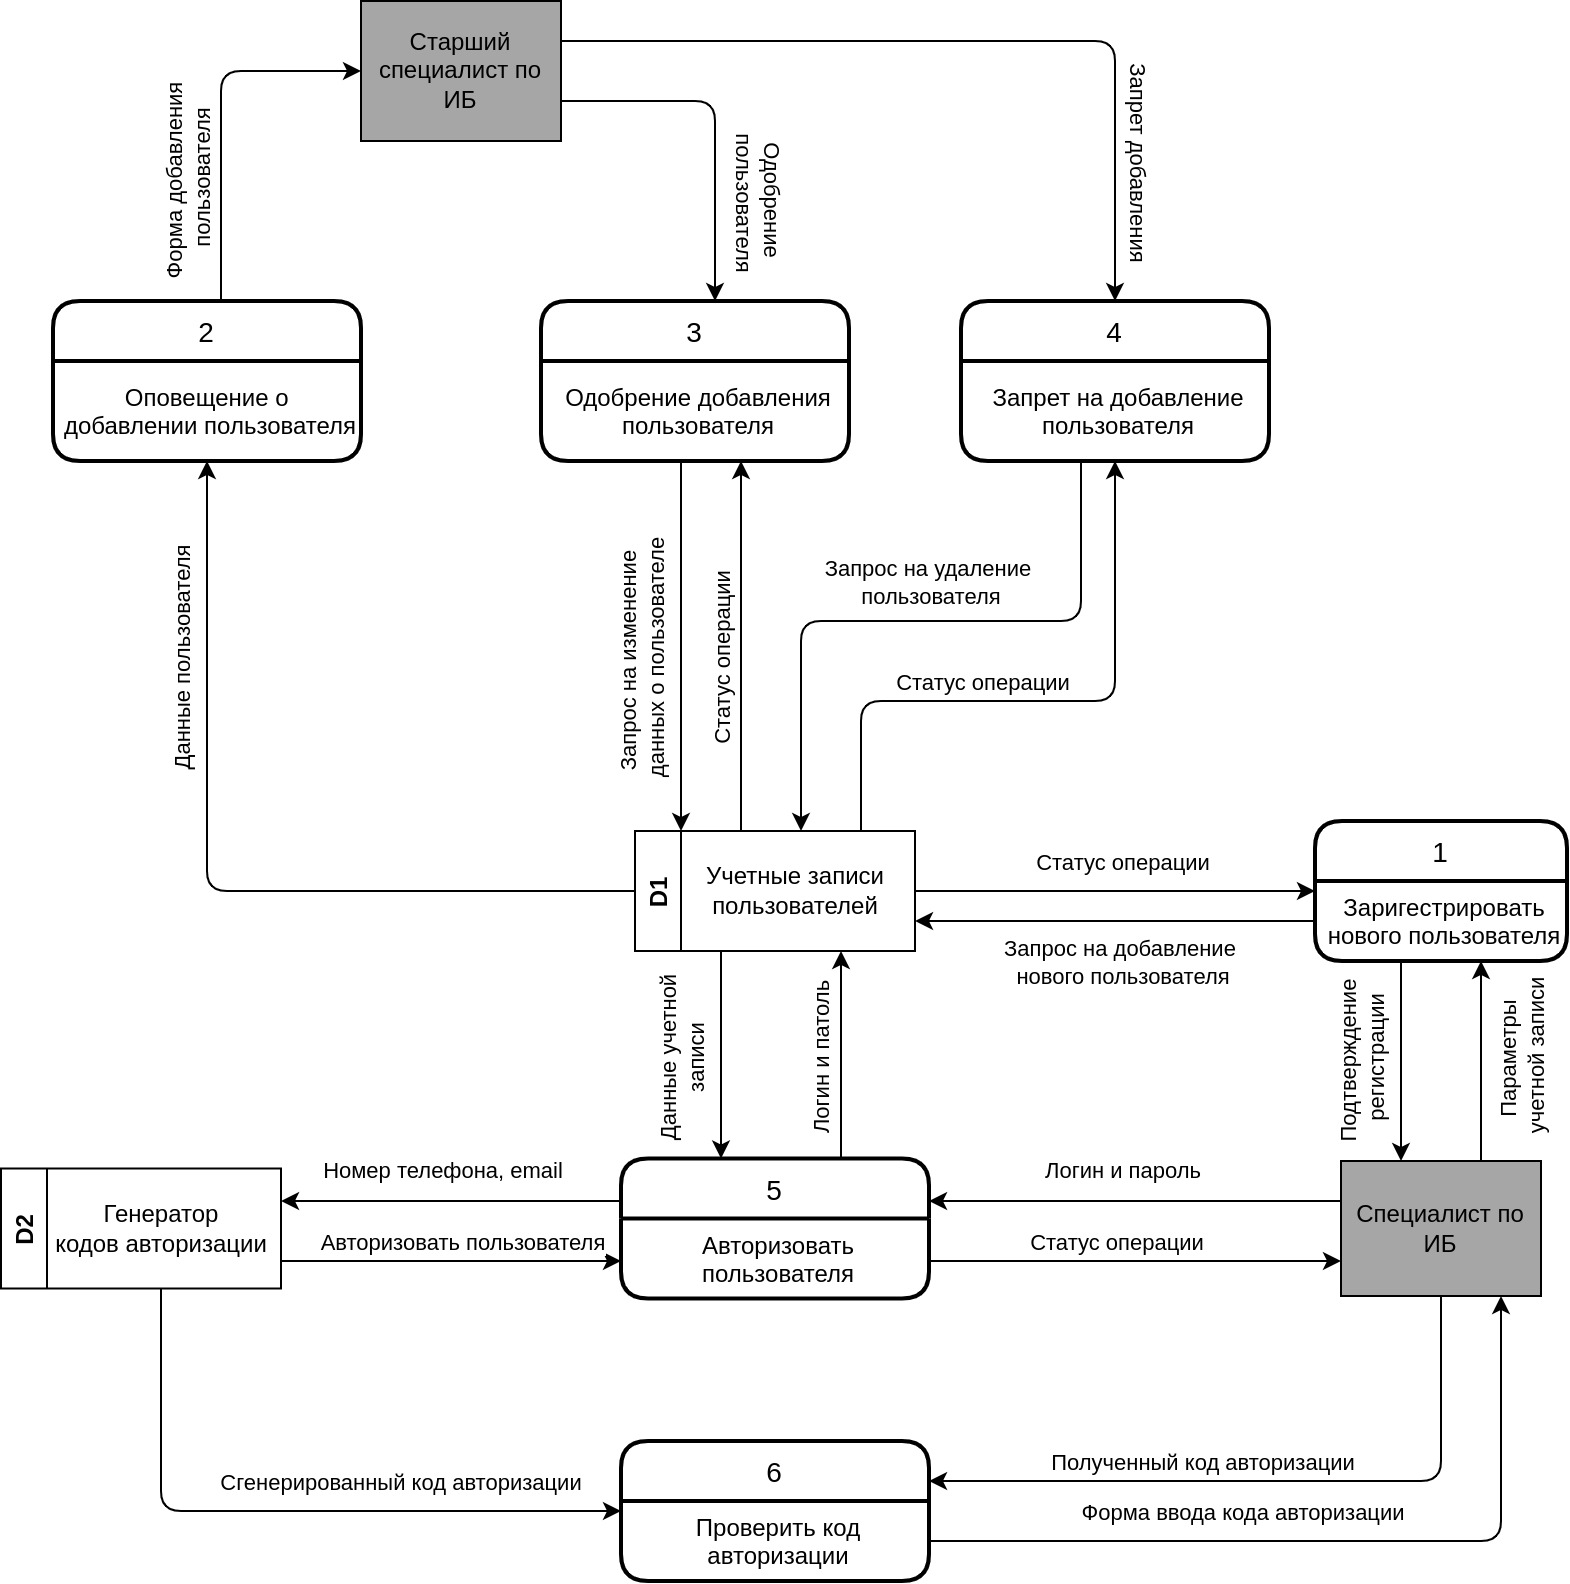 Старший
специалист по
ИБ
Форма добавления
пользователя
Одобрение
пользователя
Запрет добавления
2
Оповещение о
добавлении пользователя
3
Одобрение добавления
пользователя
4
Запрет на добавление
пользователя
Данные пользователя
Запрос на изменение
данных о пользователе
Статус операции
Запрос на удаление
пользователя
Статус операции
D1
Учетные записи
пользователей
Статус операции
Запрос на добавление
нового пользователя
1
Заригестрировать
нового пользователя
Данные учетной
записи
Логин и патоль
Подтверждение
регистрации
Параметры
учетной записи
D2
Генератор
кодов авторизации
Номер телефона, email
Авторизовать пользователя
5
Авторизовать
пользователя
Логин и пароль
Статус операции
Специалист по
ИБ
Сгенерированный код авторизации
6
Проверить код
авторизации
Полученный код авторизации
Форма ввода кода авторизации